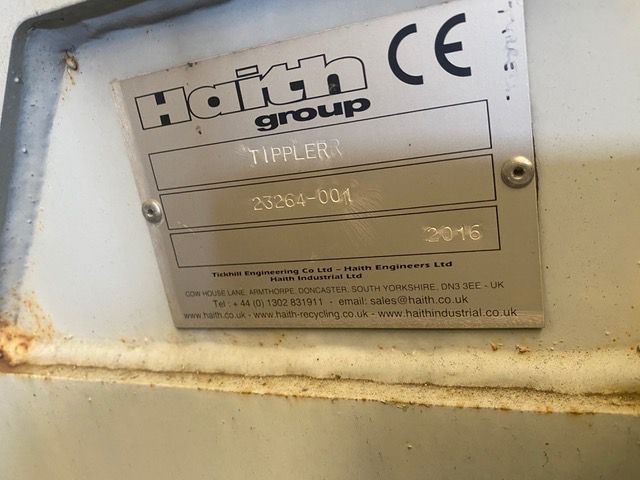 Haith CE
group
TIPPLER
23264-001
2016
Tickhill Engineering Co Ltd – Haith Engineers Ltd
Haith Industrial Ltd
COW HOUSE LANE, ARMTHORPE, DONCASTER, SOUTH YORKSHIRE, DN3 3EE - UK
Tel : + 44 (0) 1302 831911 - email: sales@haith.co.uk
www.haith.co.uk - www.haith-recycling.co.uk - www.haithindustrial.co.uk